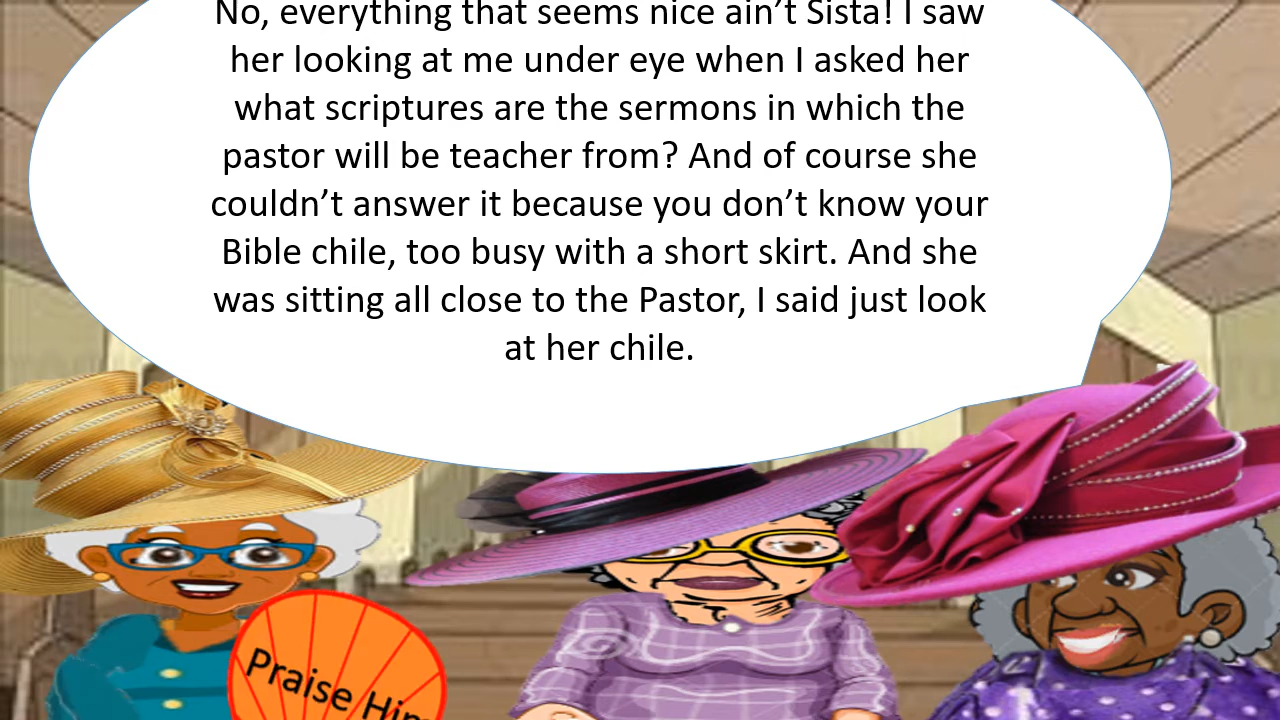 No, everything that seems nice ain’t Sista! I saw
her looking at me under eye when I asked her
what scriptures are the sermons in which the
pastor will be teacher from? And of course she
couldn’t answer it because you don’t know your
Bible chile, too busy with a short skirt. And she
was sitting all close to the Pastor, I said just look
at her chile.
Praise Him